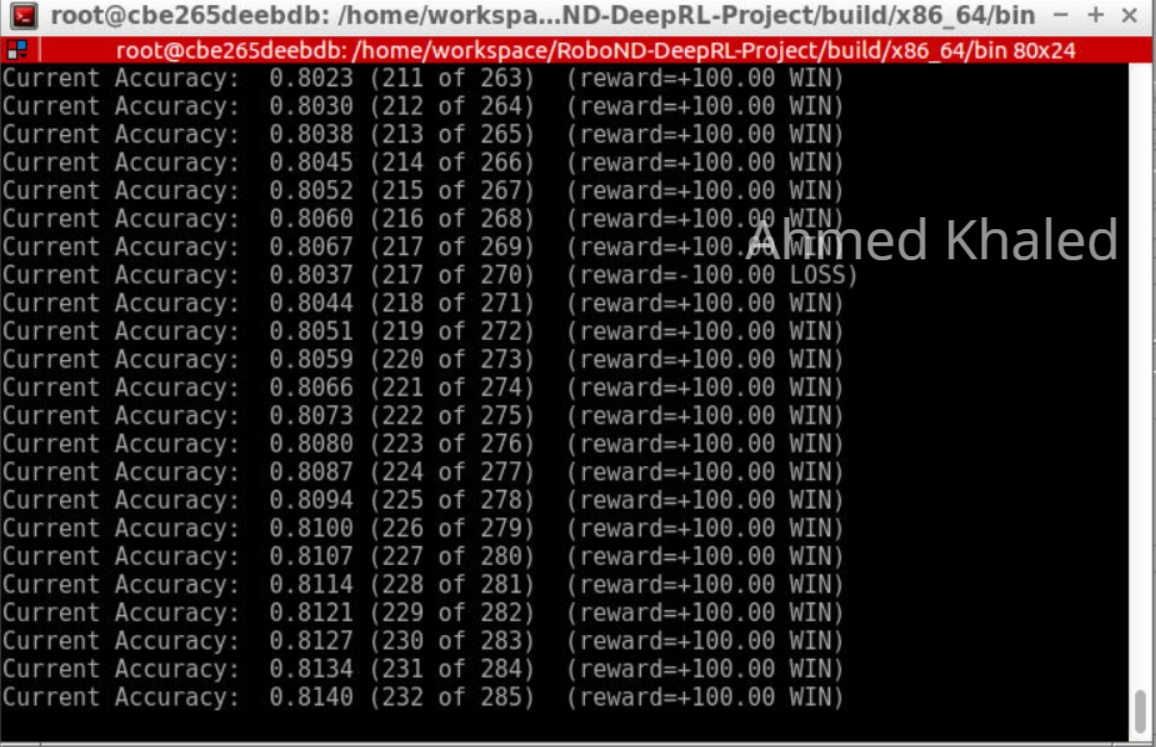 root@cbe265deebdb: /home/workspa...ND-DeepRL-Project/build/x86_64/bin
root@cbe265deebdb: /home/workspace/RoboND-DeepRL-Project/build/x86_64/bin 80x24
Current Accuracy:  0.8023 (211 of 263)  (reward=+100.00 WIN)
Current Accuracy:  0.8030 (212 of 264)  (reward=+100.00 WIN)
Current Accuracy:  0.8038 (213 of 265)  (reward=+100.00 WIN)
Current Accuracy:  0.8045 (214 of 266)  (reward=+100.00 WIN)
Current Accuracy:  0.8052 (215 of 267)  (reward=+100.00 WIN)
Current Accuracy:  0.8060 (216 of 268)  (reward=+100.00 WIN)
Current Accuracy:  0.8067 (217 of 269)  (reward=+100.00 WIN)
Ahmed Khaled
Current Accuracy:  0.8037 (217 of 270)  (reward=-100.00 LOSS)
Current Accuracy:  0.8044 (218 of 271)  (reward=+100.00 WIN)
Current Accuracy:  0.8051 (219 of 272)  (reward=+100.00 WIN)
Current Accuracy:  0.8059 (220 of 273)  (reward=+100.00 WIN)
Current Accuracy:  0.8066 (221 of 274)  (reward=+100.00 WIN)
Current Accuracy:  0.8073 (222 of 275)  (reward=+100.00 WIN)
Current Accuracy:  0.8080 (223 of 276)  (reward=+100.00 WIN)
Current Accuracy:  0.8087 (224 of 277)  (reward=+100.00 WIN)
Current Accuracy:  0.8094 (225 of 278)  (reward=+100.00 WIN)
Current Accuracy:  0.8100 (226 of 279)  (reward=+100.00 WIN)
Current Accuracy:  0.8107 (227 of 280)  (reward=+100.00 WIN)
Current Accuracy:  0.8114 (228 of 281)  (reward=+100.00 WIN)
Current Accuracy:  0.8121 (229 of 282)  (reward=+100.00 WIN)
Current Accuracy:  0.8127 (230 of 283)  (reward=+100.00 WIN)
Current Accuracy:  0.8134 (231 of 284)  (reward=+100.00 WIN)
Current Accuracy:  0.8140 (232 of 285)  (reward=+100.00 WIN)